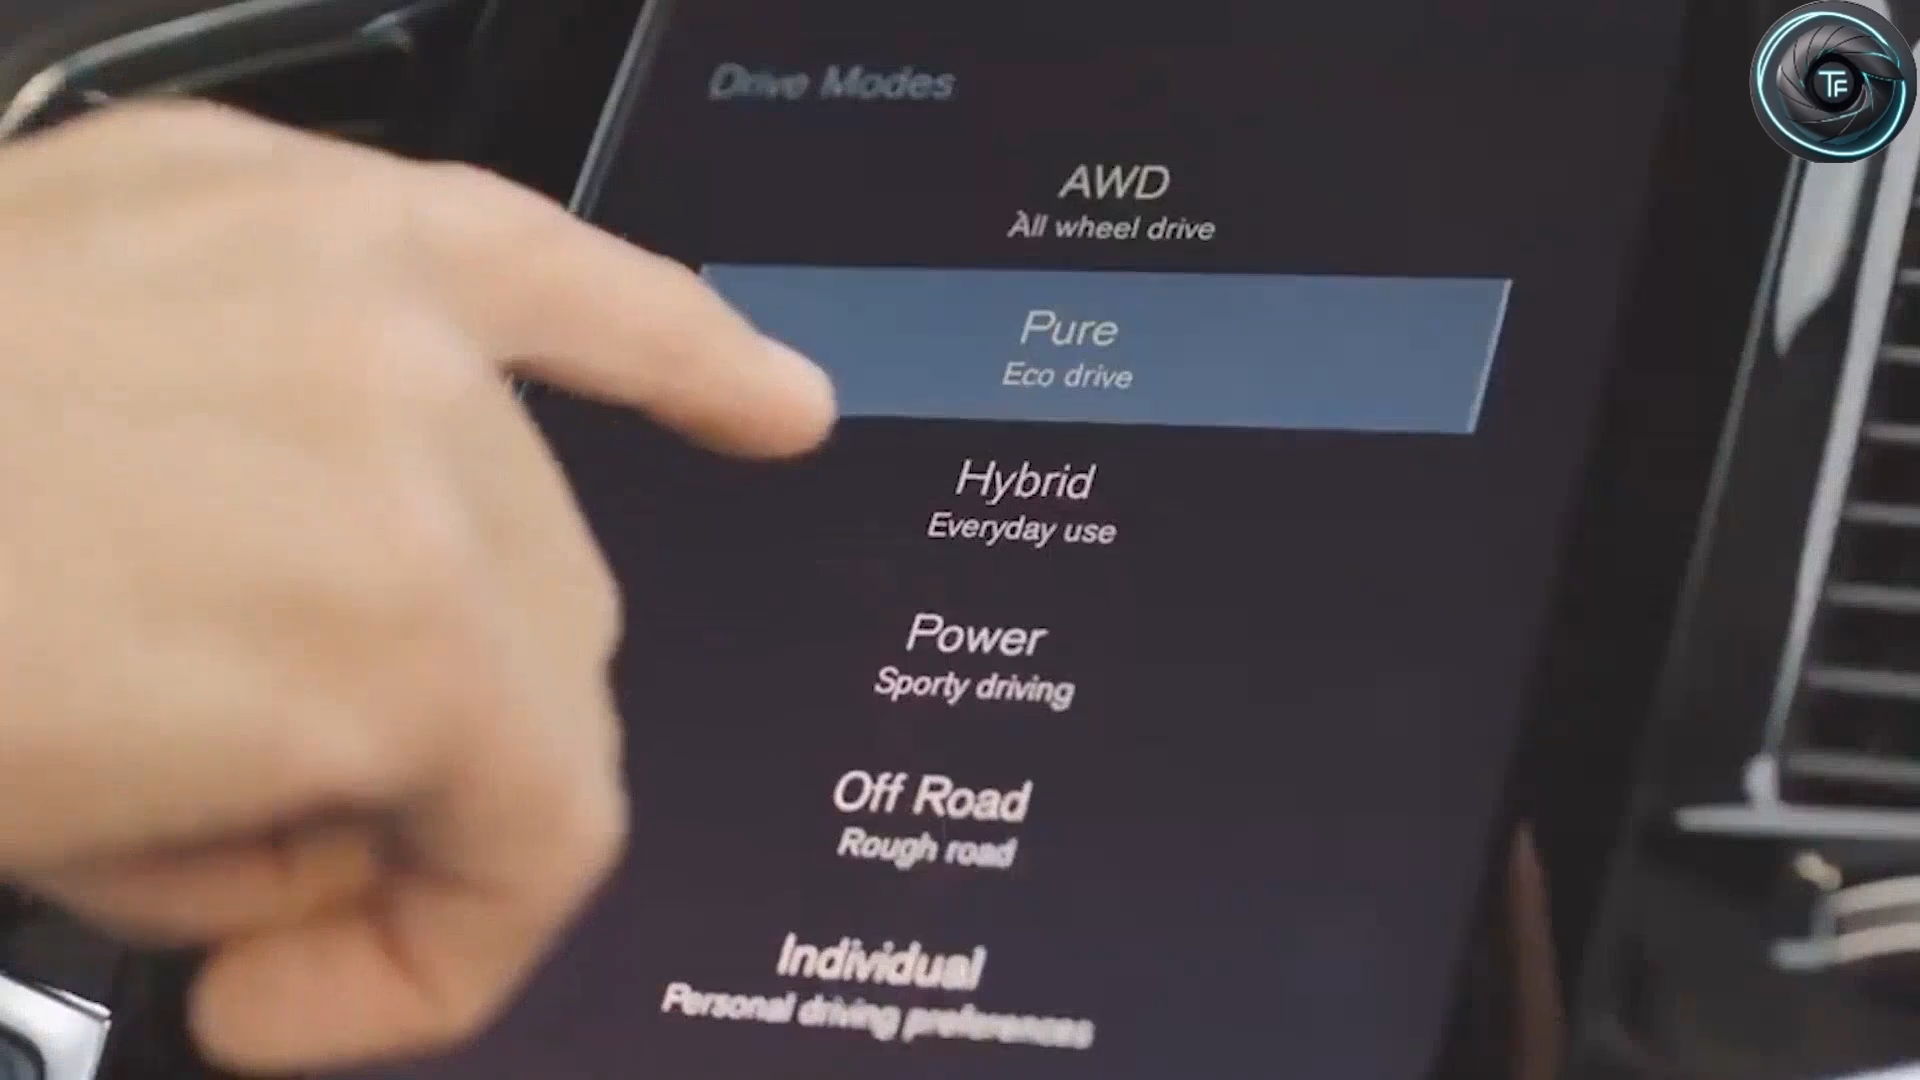 TF
Drive Modes
AWD
All wheel drive
Pure
Eco drive
Hybrid
Everyday use
Power
Sporty driving
Off Road
Rough road
Individual
Personal driving preferences